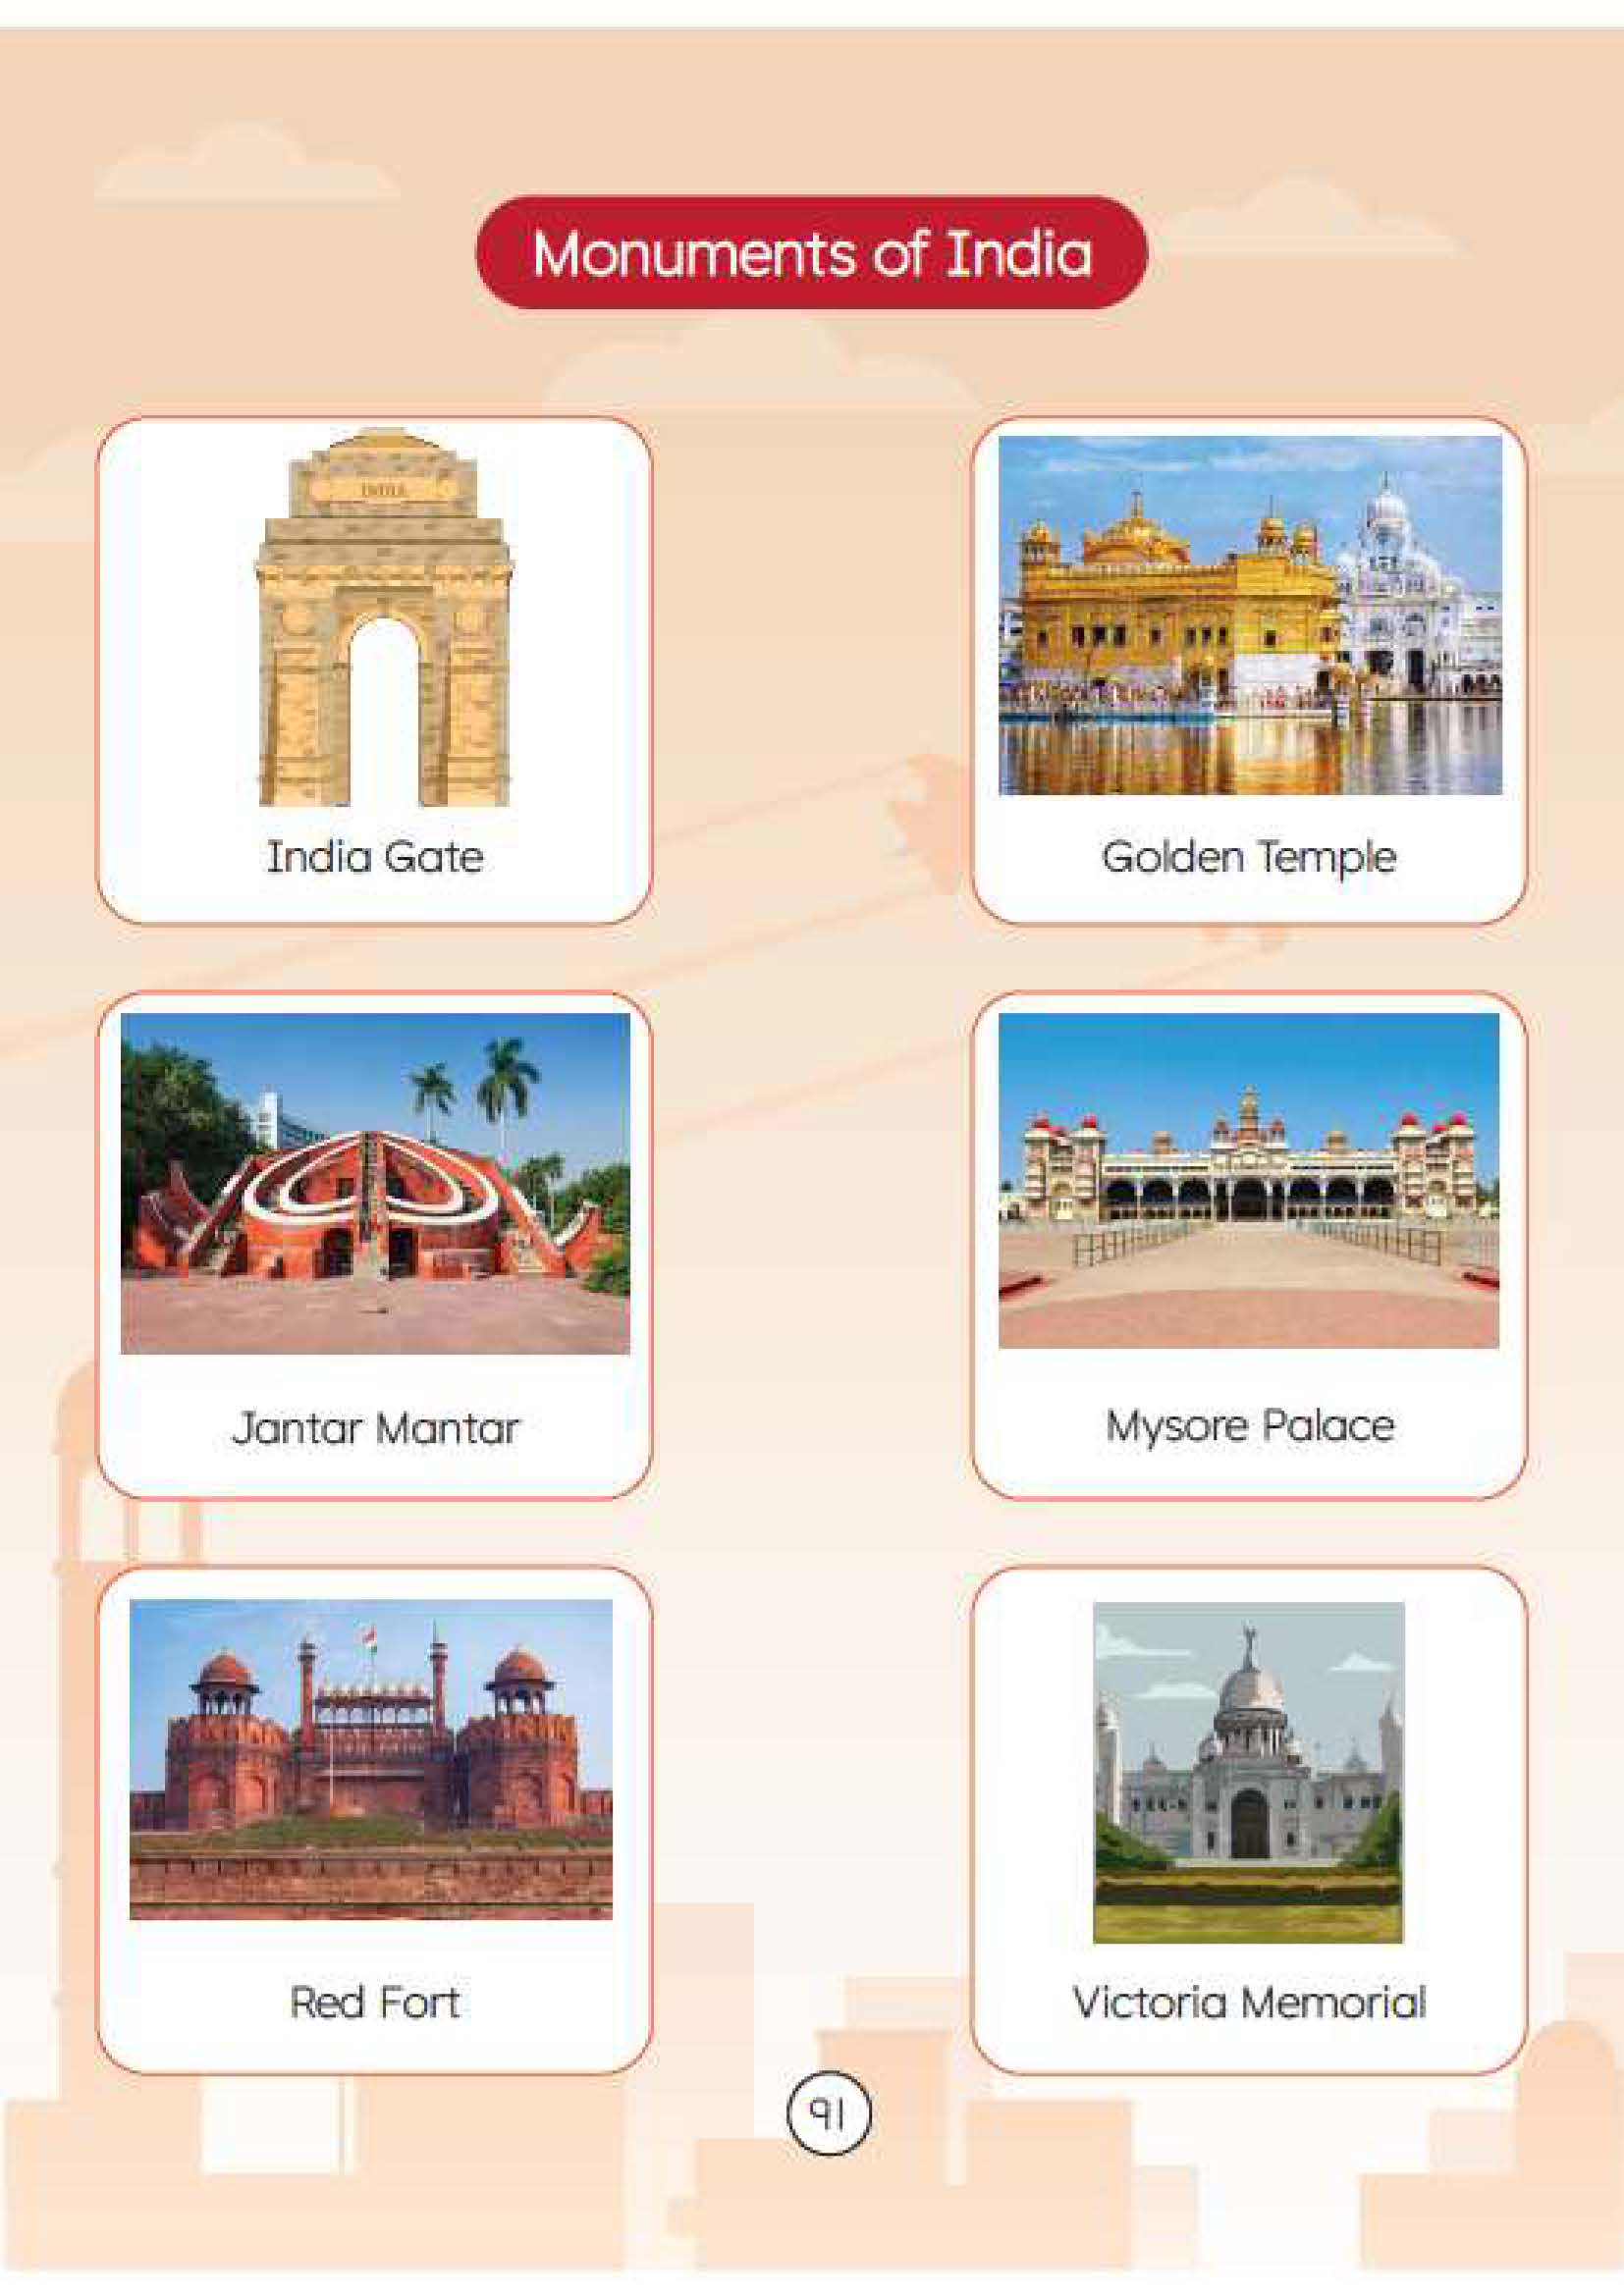 Monuments of India
INDIA
India Gate
Golden Temple
Jantar Mantar
Mysore Palace
Red Fort
Victoria Memorial
91